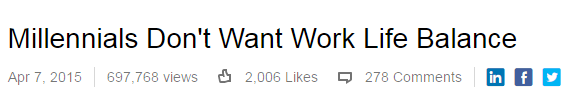 Millennials Don't Want Work Life Balance
Apr 7, 2015 697,768 views 2,006 Likes 278 Comments in f